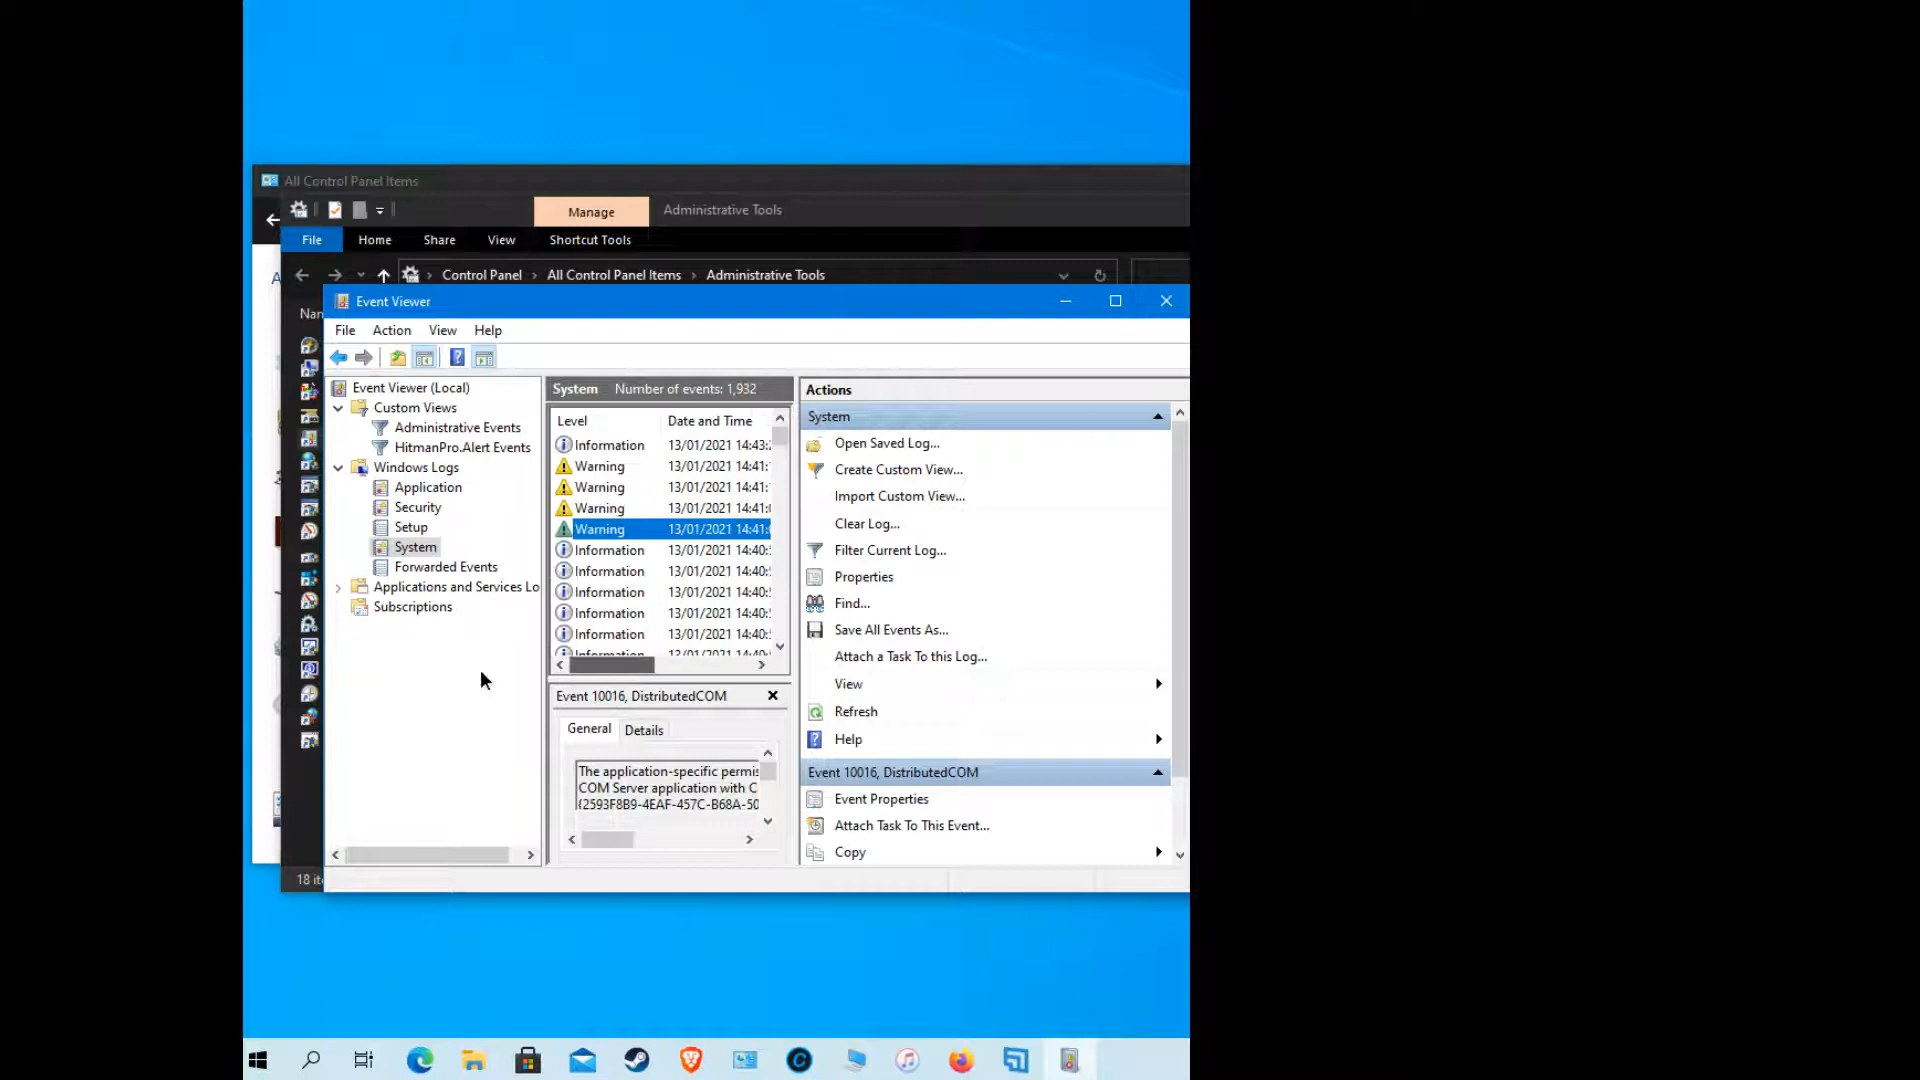 All Control Panel Items
Manage
Administrative Tools
File
Home
Share
View
Shortcut Tools
Control Panel
All Control Panel Items
Administrative Tools
Event Viewer
File
Action
View
Help
Event Viewer (Local)
Custom Views
Administrative Events
HitmanPro.Alert Events
Windows Logs
Application
Security
Setup
System
Forwarded Events
Applications and Services Lo
Subscriptions
System Number of events: 1,932
Level Date and Time
Information 13/01/2021 14:43:
Warning 13/01/2021 14:41:
Warning 13/01/2021 14:41:
Warning 13/01/2021 14:41:
Warning 13/01/2021 14:41:
Information 13/01/2021 14:40:
Information 13/01/2021 14:40:
Information 13/01/2021 14:40:
Information 13/01/2021 14:40:
Information 13/01/2021 14:40:
Event 10016, DistributedCOM
General
Details
The application-specific permis
COM Server application with C
{2593F8B9-4EAF-457C-B68A-50
Actions
System
Open Saved Log...
Create Custom View...
Import Custom View...
Clear Log...
Filter Current Log...
Properties
Find...
Save All Events As...
Attach a Task To this Log...
View
Refresh
Help
Event 10016, DistributedCOM
Event Properties
Attach Task To This Event...
Copy
Nan
18 it